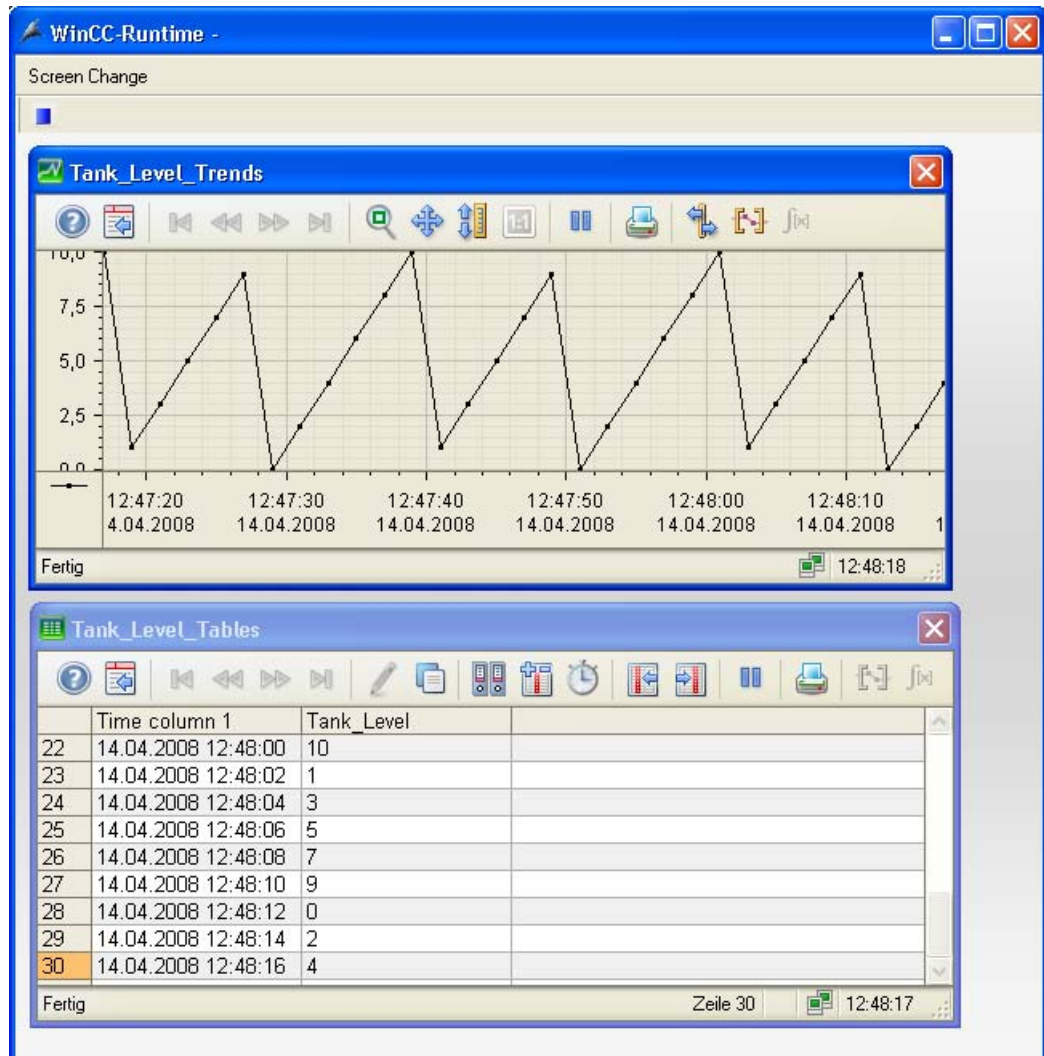 WinCC-Runtime -
Screen Change
Tank_Level_Trends
1:1
f(x)
10,0
7,5
5,0
2,5
0,0
12:47:20 12:47:30 12:47:40 12:47:50 12:48:00 12:48:10
4.04.2008 14.04.2008 14.04.2008 14.04.2008 14.04.2008 14.04.2008 1
Fertig 12:48:18
Tank_Level_Tables
f(x)
Time column 1 Tank_Level
22 14.04.2008 12:48:00 10
23 14.04.2008 12:48:02 1
24 14.04.2008 12:48:04 3
25 14.04.2008 12:48:06 5
26 14.04.2008 12:48:08 7
27 14.04.2008 12:48:10 9
28 14.04.2008 12:48:12 0
29 14.04.2008 12:48:14 2
30 14.04.2008 12:48:16 4
Fertig Zeile 30 12:48:17